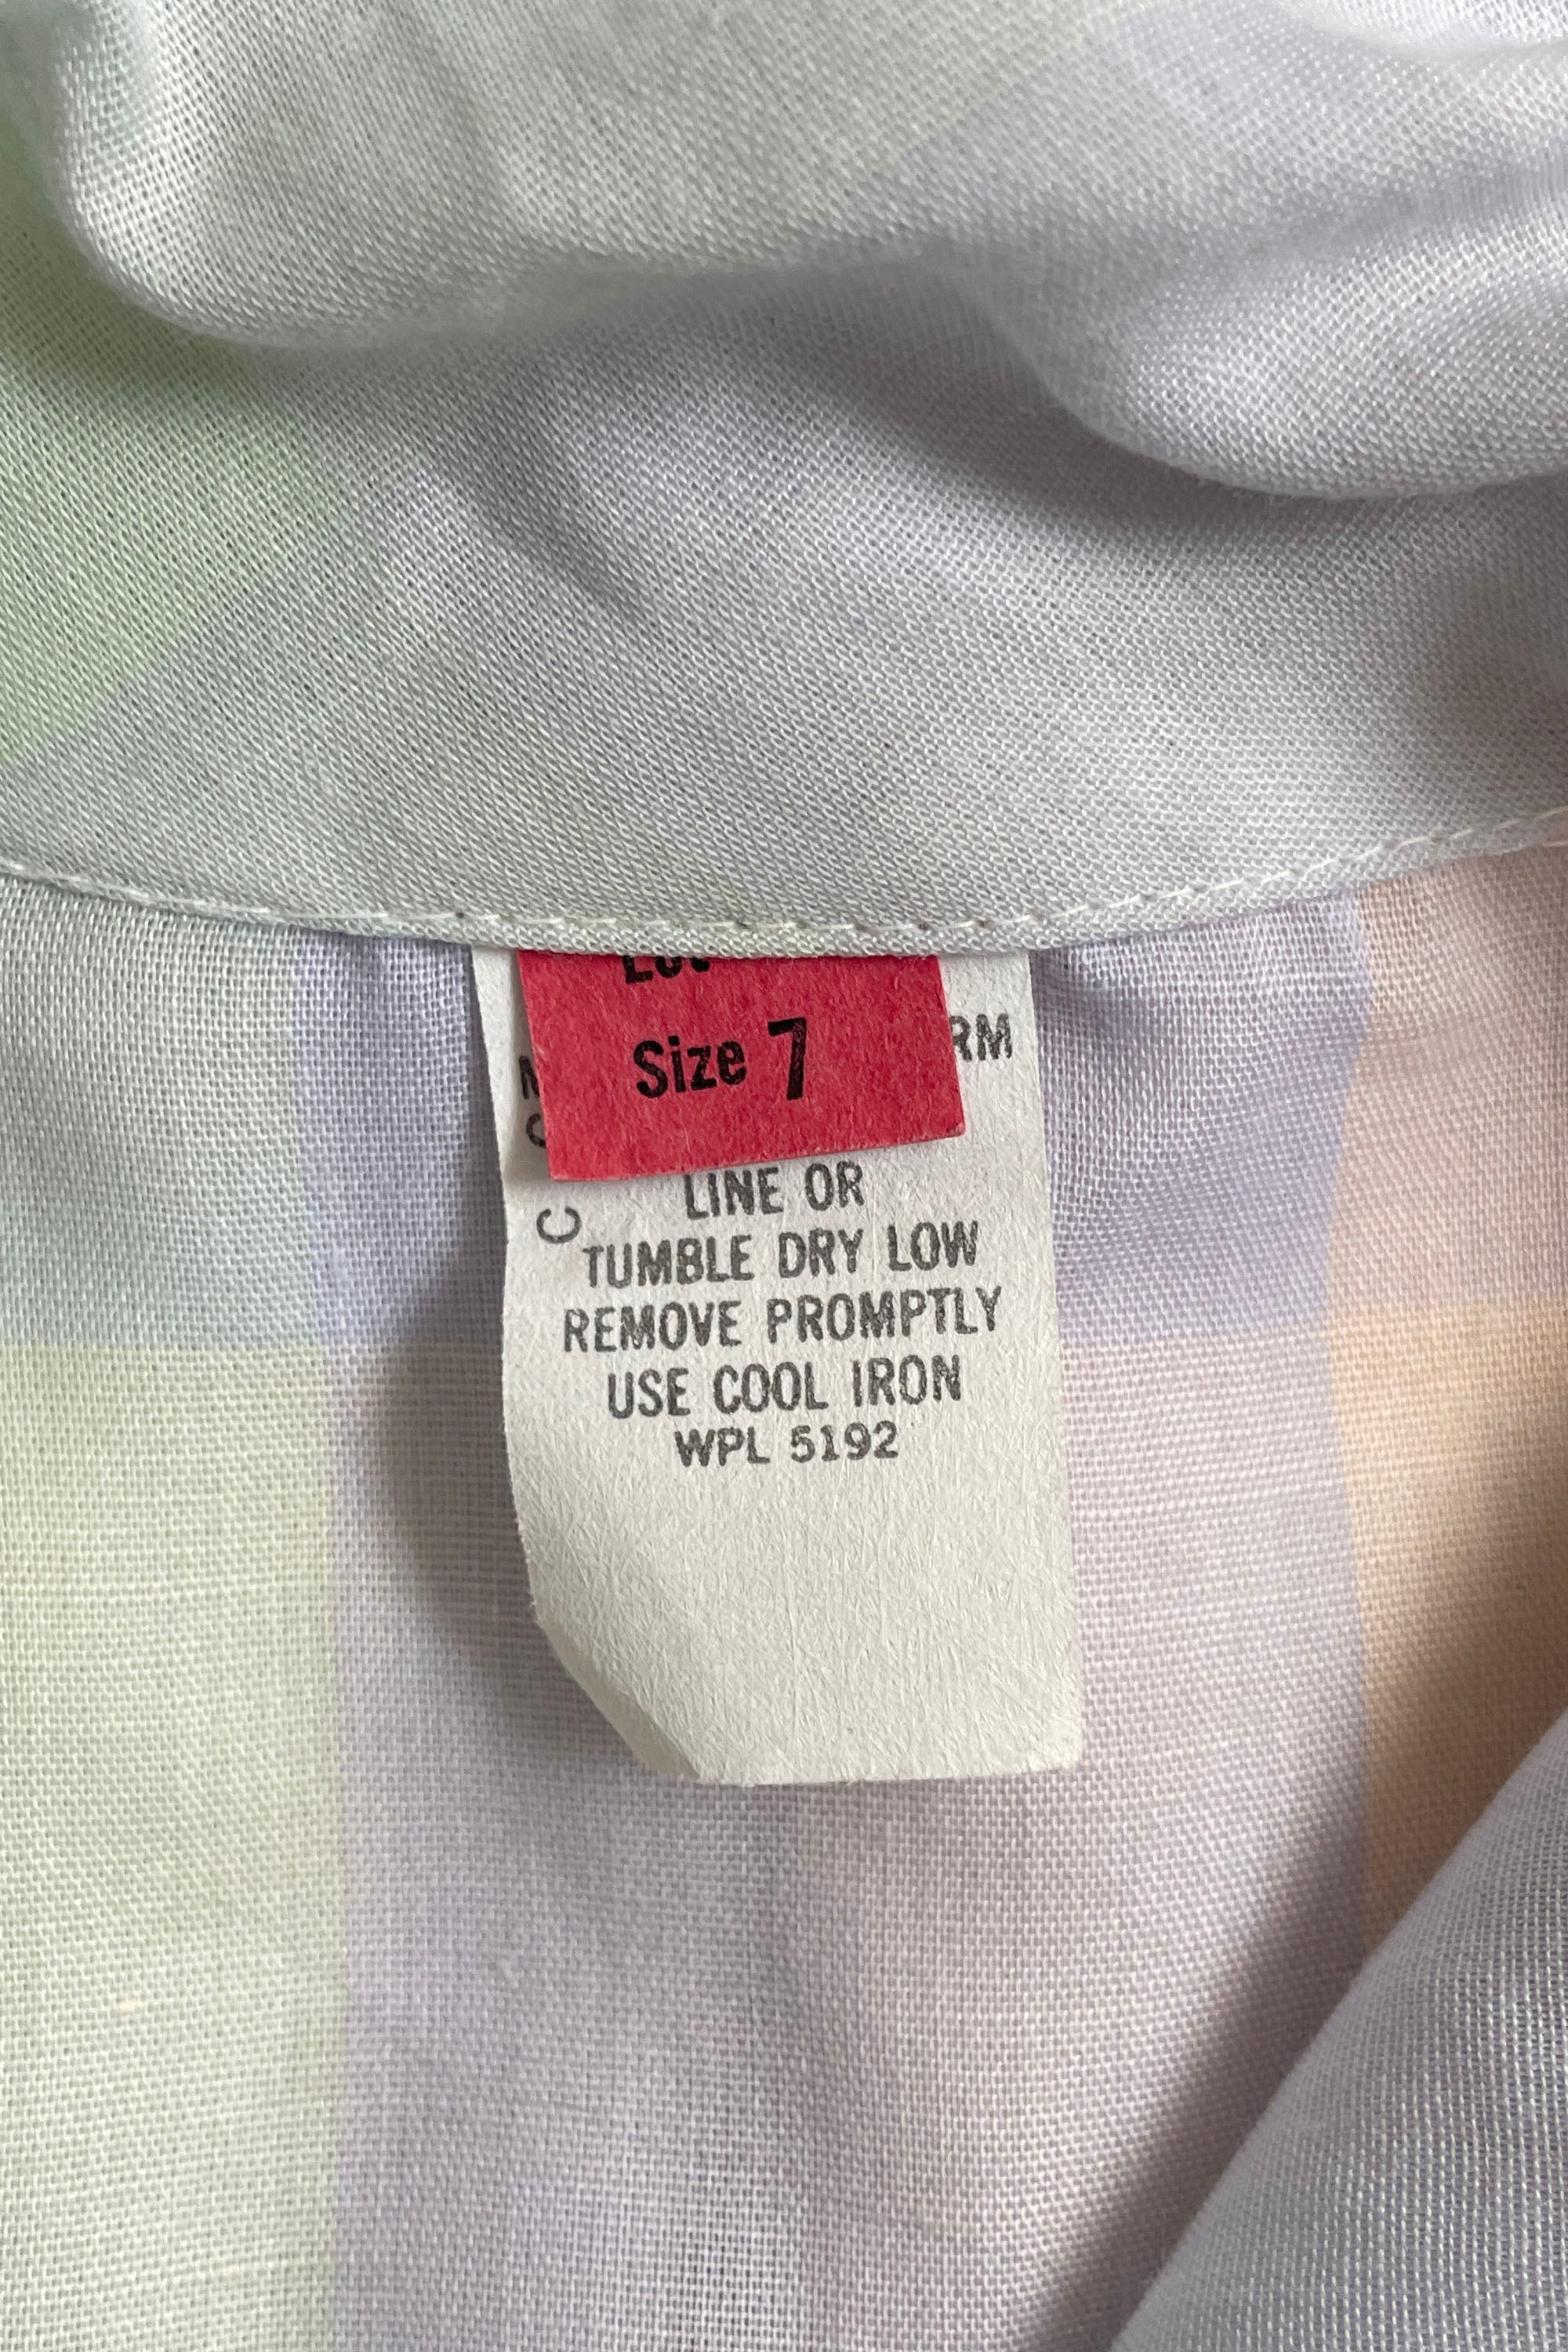 Size 7
LINE OR
TUMBLE DRY LOW
REMOVE PROMPTLY
USE COOL IRON
WPL 5192
C